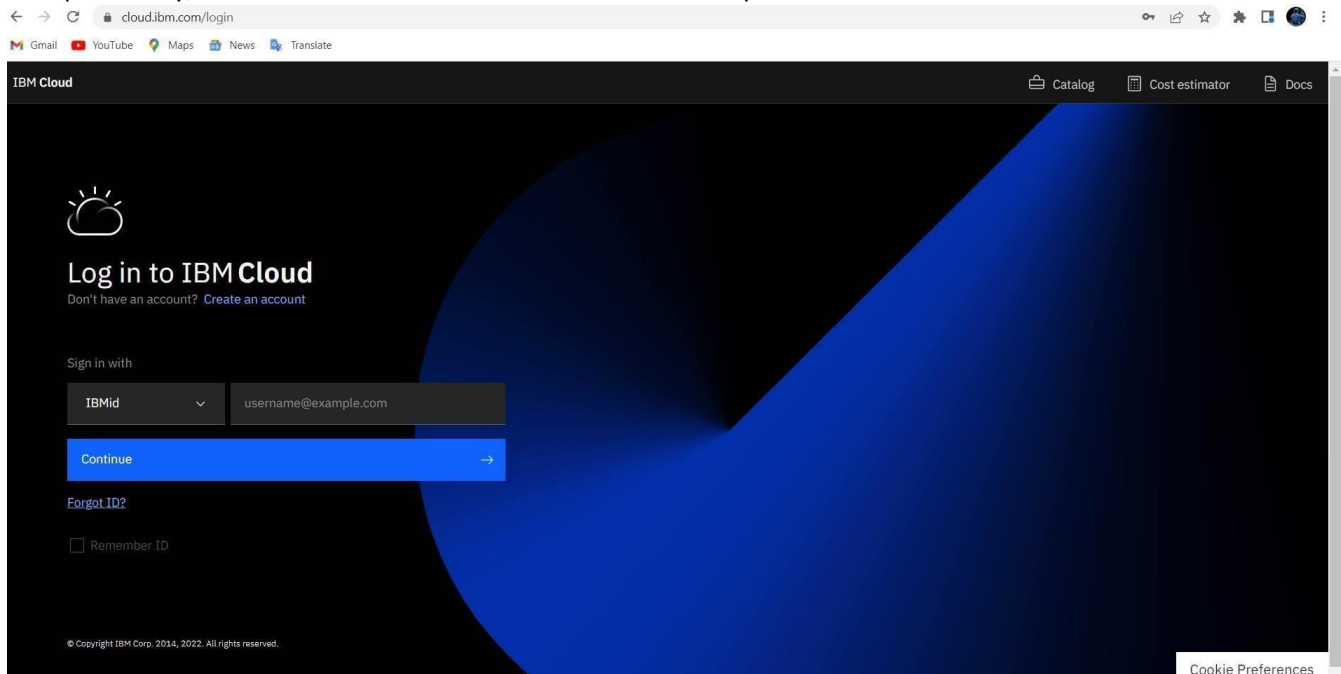 cloud.ibm.com/login
Gmail YouTube Maps News Translate
IBM Cloud Catalog Cost estimator Docs
Log in to IBM Cloud
Don't have an account? Create an account
Sign in with
IBMid username@example.com
Continue
Forgot ID?
Remember ID
© Copyright IBM Corp. 2014, 2022. All rights reserved.
Cookie Preferences